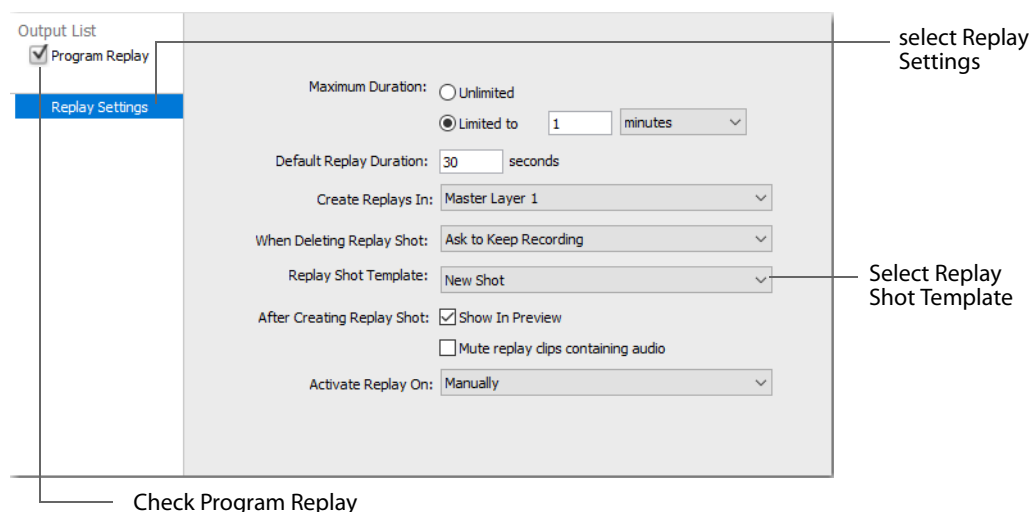 Output List
Program Replay
Replay Settings
select Replay
Settings
Maximum Duration: Unlimited
Limited to 1 minutes
Default Replay Duration: 30 seconds
Create Replays In: Master Layer 1
When Deleting Replay Shot: Ask to Keep Recording
Replay Shot Template: New Shot
Select Replay
Shot Template
After Creating Replay Shot: Show In Preview
Mute replay clips containing audio
Activate Replay On: Manually
Check Program Replay